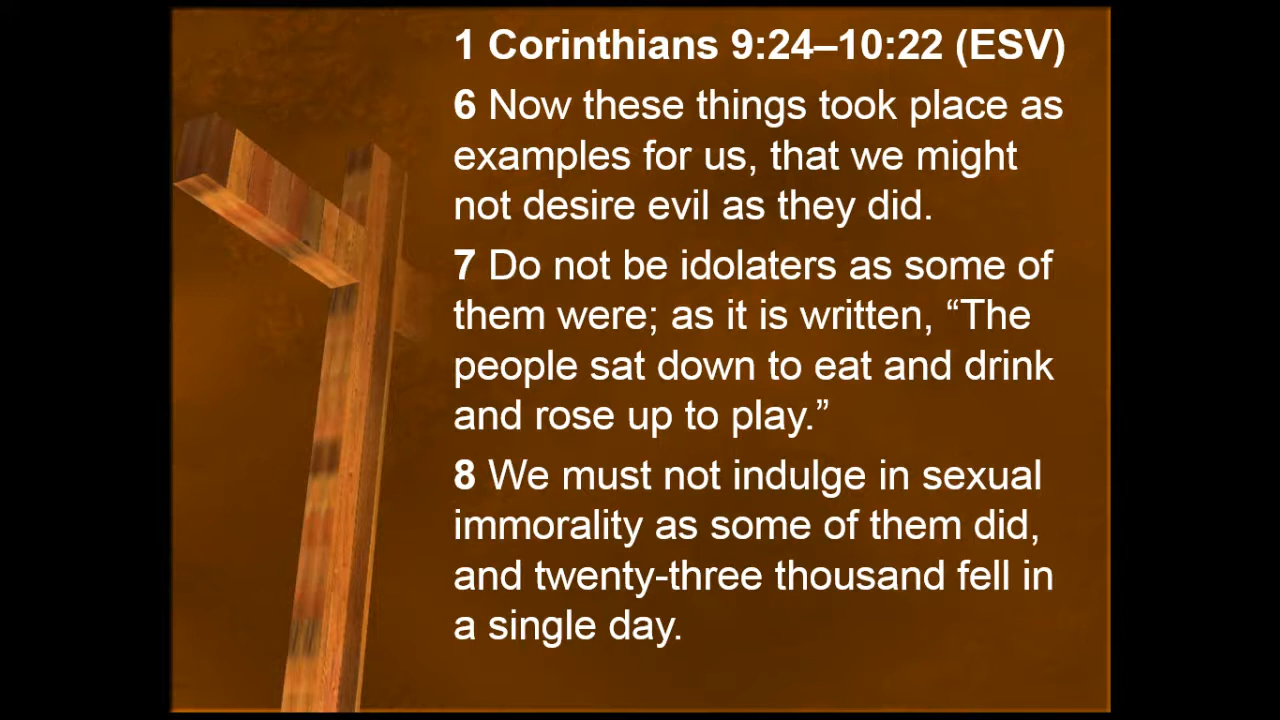 1 Corinthians 9:24–10:22 (ESV)
6 Now these things took place as
examples for us, that we might
not desire evil as they did.
7 Do not be idolaters as some of
them were; as it is written, “The
people sat down to eat and drink
and rose up to play.”
8 We must not indulge in sexual
immorality as some of them did,
and twenty-three thousand fell in
a single day.